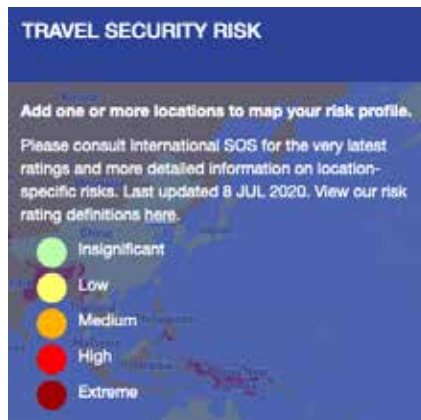 TRAVEL SECURITY RISK
Add one or more locations to map your risk profile.
Please consult International SOS for the very latest
ratings and more detailed information on location-
specific risks. Last updated 8 JUL 2020. View our risk
rating definitions here.
China
Insignificant
Low
Medium
High
Extreme